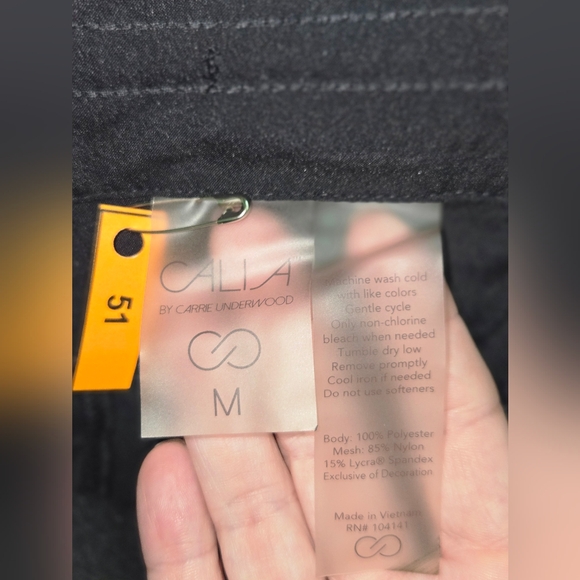 51
CALIA
BY CARRIE UNDERWOOD
M
Machine wash cold
with like colors
Gentle cycle
Only non-chlorine
bleach when needed
Tumble dry low
Remove promptly
Cool iron if needed
Do not use softeners
Body: 100% Polyester
Mesh: 85% Nylon
15% Lycra® Spandex
Exclusive of Decoration
Made in Vietnam
RN# 104141